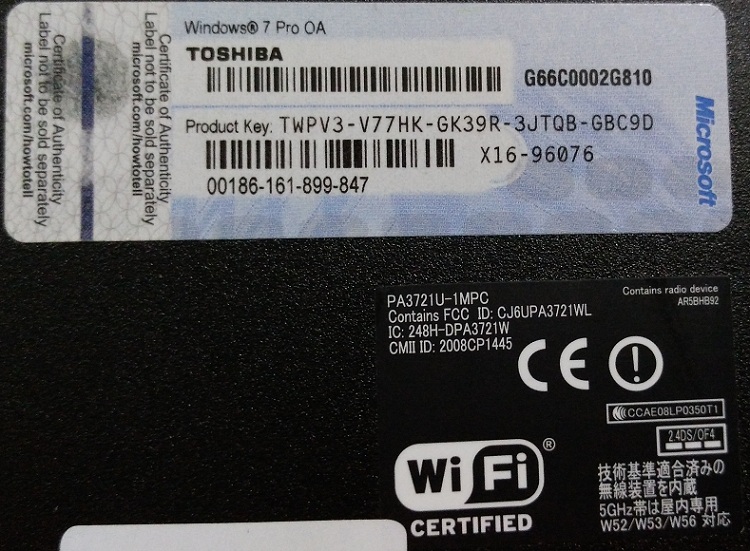 Certificate of Authenticity
Label not to be sold separately
microsoft.com/howtotell
Certificate of Authenticity
Label not to be sold separately
microsoft.com/howtotell
Windows® 7 Pro OA
TOSHIBA
G66C0002G810
Product Key: TWPV3-V77HK-GK39R-3JTQB-GBC9D
X16-96076
00186-161-899-847
Microsoft
PA3721U-1MPC
Contains FCC ID: CJ6UPA3721WL
IC: 248H-DPA3721W
CMII ID: 2008CP1445
Contains radio device
AR5BHB92
CE
CCAE08LP0350T1
2.4DS/OF4
Wi Fi ®
CERTIFIED
技術基準適合済みの
無線装置を内蔵
5GHz帯は屋内専用
W52/W53/W56 対応